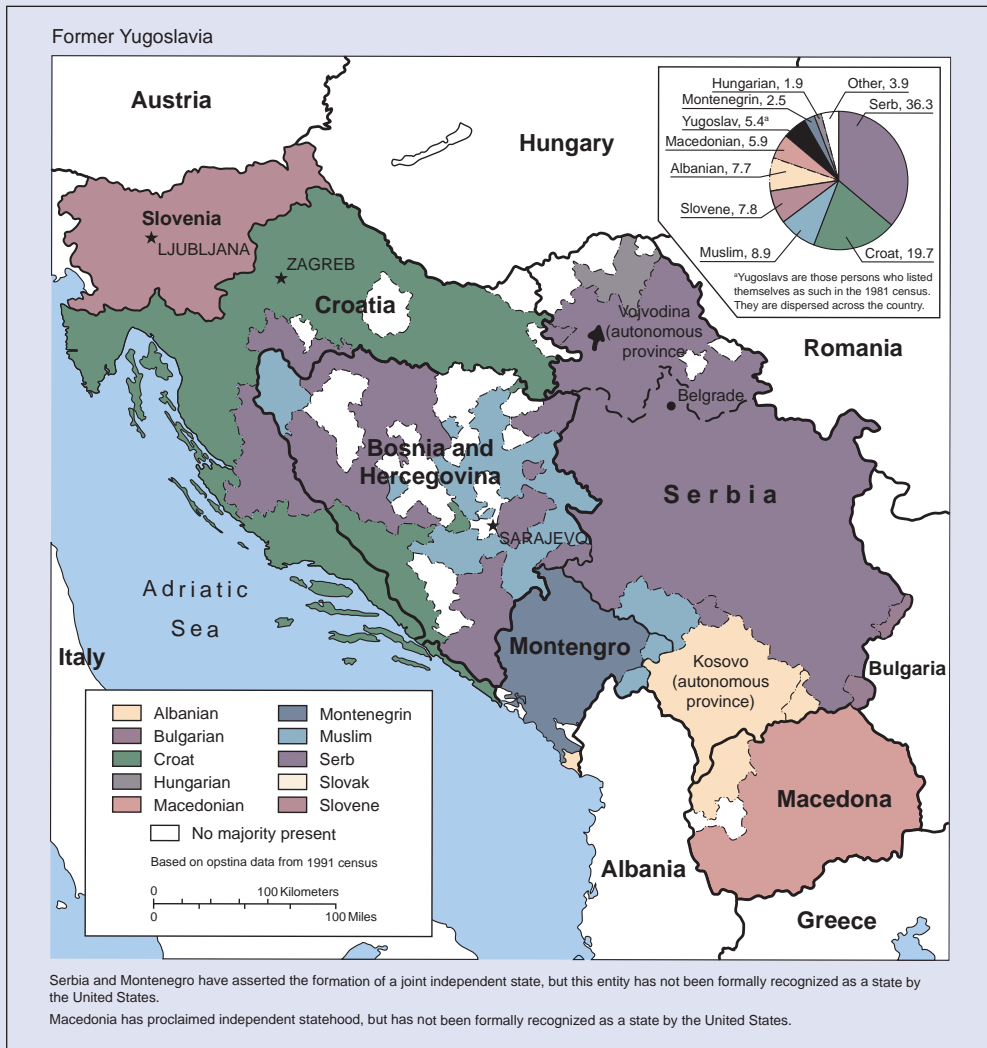 Former Yugoslavia
Austria
Hungary
Slovenia
LJUBLJANA
ZAGREB
Croatia
Vojvodina
(autonomous
province
Romania
Belgrade
Bosnia and
Hercegovina
Serbia
SARAJEVO
Adriatic
Sea
Italy
Montengro
Kosovo
(autonomous
province)
Bulgaria
Macedona
Albania
Greece
Hungarian, 1.9
Other, 3.9
Montenegrin, 2.5
Serb, 36.3
Yugoslav, 5.4ª
Macedonian, 5.9
Albanian, 7.7
Slovene, 7.8
Muslim, 8.9
Croat, 19.7
ªYugoslavs are those persons who listed
themselves as such in the 1981 census.
They are dispersed across the country.
Albanian
Bulgarian
Croat
Hungarian
Macedonian
Montenegrin
Muslim
Serb
Slovak
Slovene
No majority present
Based on opstina data from 1991 census
0 100 Kilometers
0 100 Miles
Serbia and Montenegro have asserted the formation of a joint independent state, but this entity has not been formally recognized as a state by
the United States.
Macedonia has proclaimed independent statehood, but has not been formally recognized as a state by the United States.